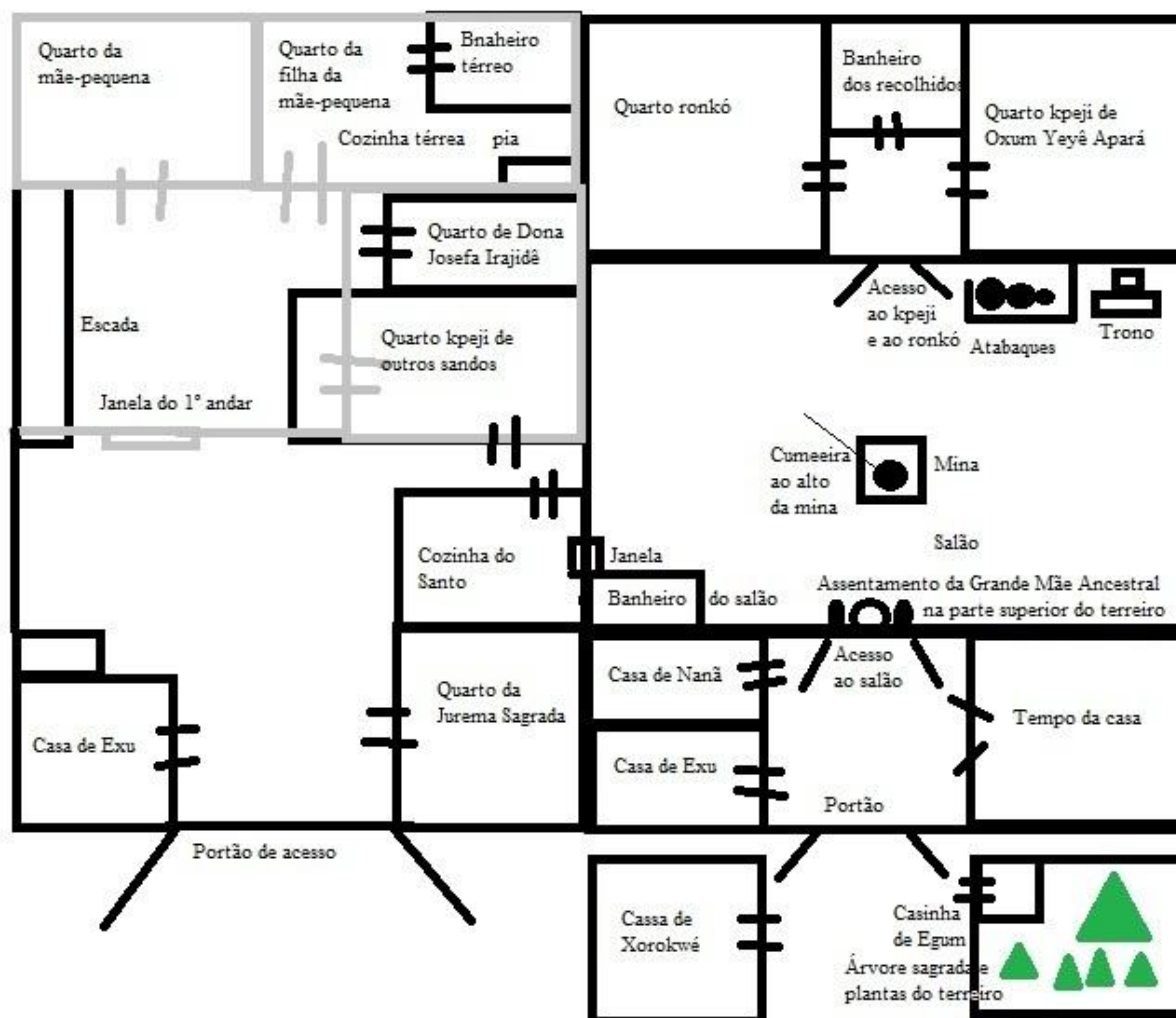 Quarto da
mãe-pequena
Quarto da
filha da
mãe-pequena
Bnaheiro
térreo
Cozinha térrea
pia
Quarto ronkó
Banheiro
dos recolhidos
Quarto kpeji de
Oxum Yeyê Apará
Escada
Quarto de Dona
Josefa Irajidê
Quarto kpeji de
outros sandos
Janela do 1° andar
Acesso
ao kpeji
e ao ronkó
Atabaques
Trono
Cumeeira
ao alto
da mina
Mina
Salão
Cozinha do
Santo
Janela
Banheiro do salão
Assentamento da Grande Mãe Ancestral
na parte superior do terreiro
Casa de Exu
Quarto da
Jurema Sagrada
Casa de Nanã
Acesso
ao salão
Tempo da casa
Casa de Exu
Portão
Portão de acesso
Cassa de
Xorokwé
Casinha
de Egum
Árvore sagrada e
plantas do terreiro